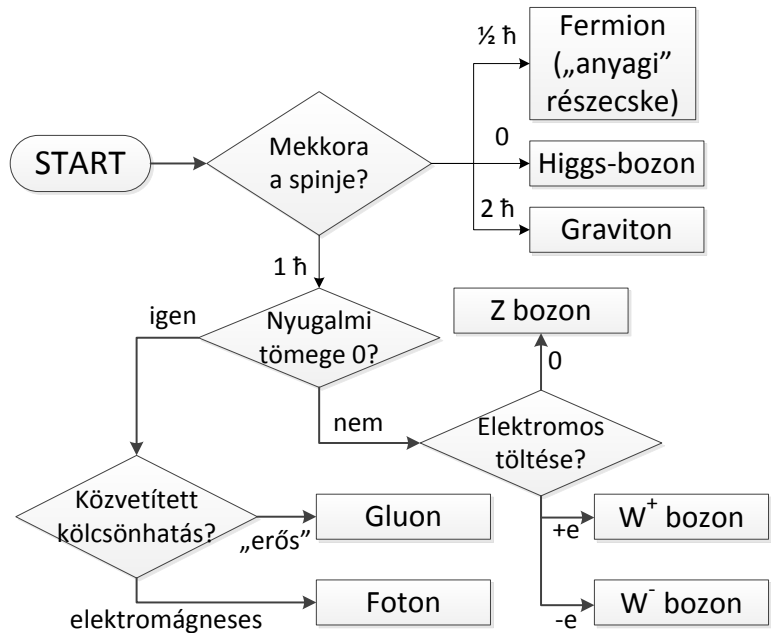 START
Mekkora
a spinje?
½ ħ
Fermion
(„anyagi”
részecske)
0
Higgs-bozon
2 ħ
Graviton
1 ħ
Nyugalmi
tömege 0?
igen
nem
Z bozon
0
Elektromos
töltése?
Közvetített
kölcsönhatás?
„erős”
Gluon
elektromágneses
Foton
+e
W⁺ bozon
-e
W⁻ bozon